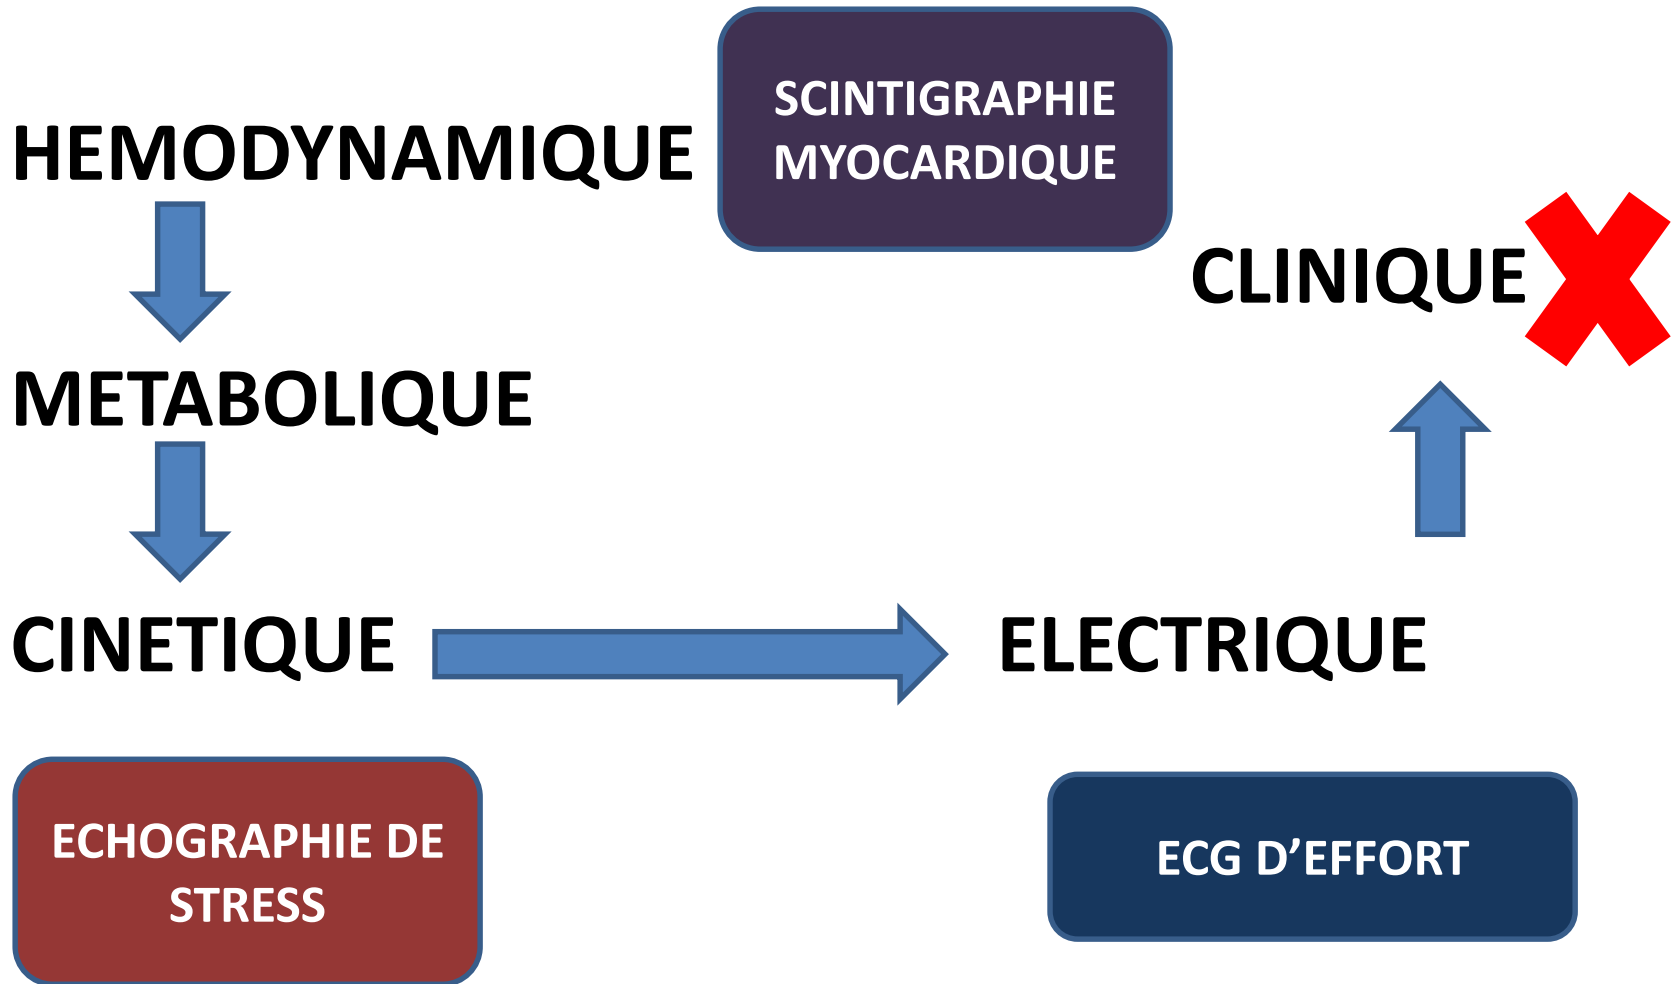 HEMODYNAMIQUE
SCINTIGRAPHIE
MYOCARDIQUE
CLINIQUE
METABOLIQUE
CINETIQUE
ELECTRIQUE
ECHOGRAPHIE DE
STRESS
ECG D’EFFORT